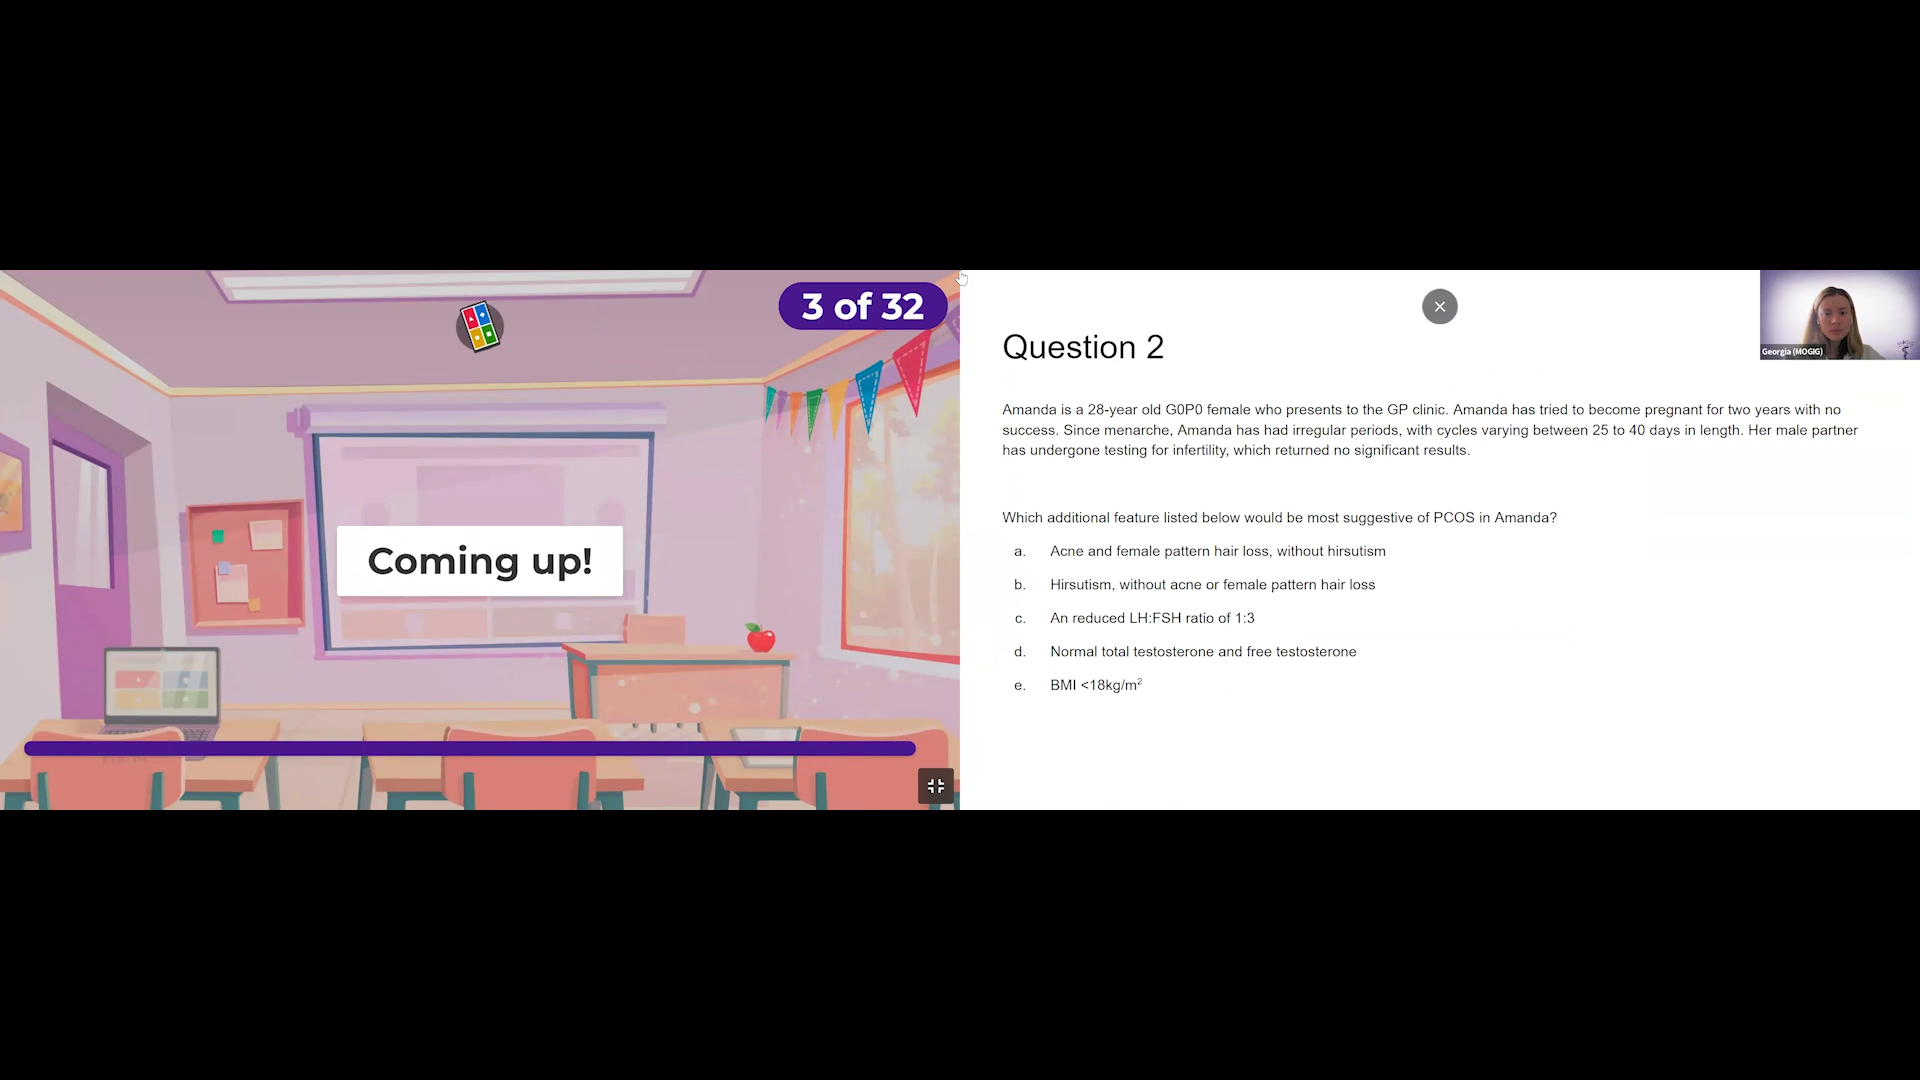 3 of 32
Coming up!
Question 2
Georgia (MOGIG)
Amanda is a 28-year old G0P0 female who presents to the GP clinic. Amanda has tried to become pregnant for two years with no
success. Since menarche, Amanda has had irregular periods, with cycles varying between 25 to 40 days in length. Her male partner
has undergone testing for infertility, which returned no significant results.
Which additional feature listed below would be most suggestive of PCOS in Amanda?
a. Acne and female pattern hair loss, without hirsutism
b. Hirsutism, without acne or female pattern hair loss
c. An reduced LH:FSH ratio of 1:3
d. Normal total testosterone and free testosterone
e. BMI <18kg/m²